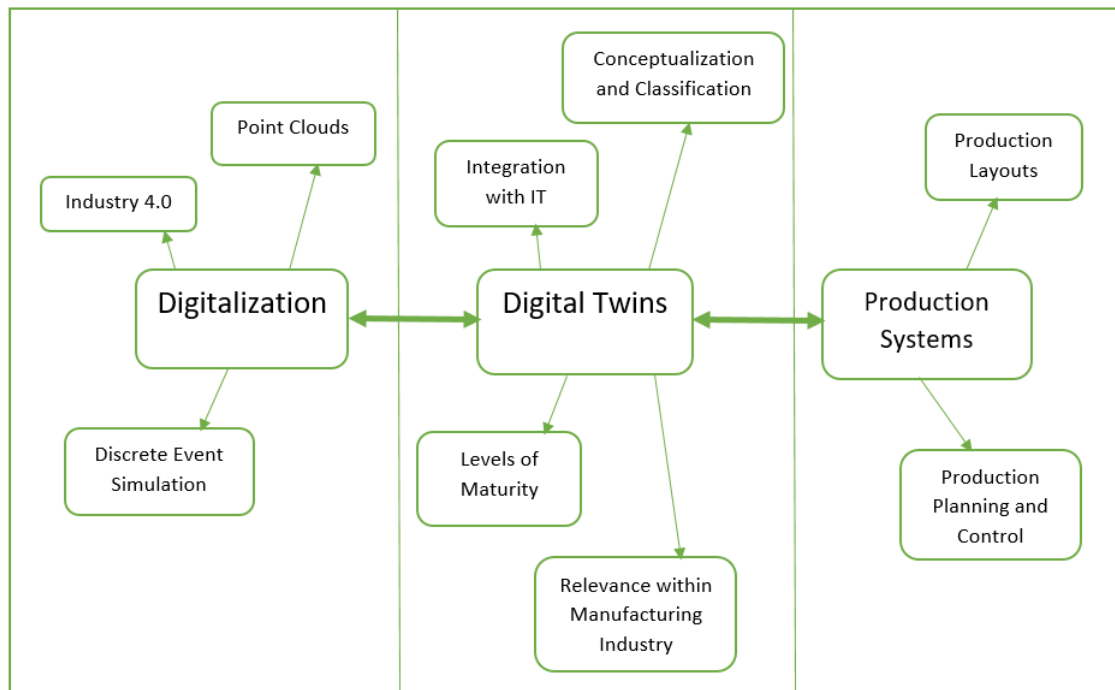 Point Clouds
Industry 4.0
Digitalization
Discrete Event
Simulation
Conceptualization
and Classification
Integration
with IT
Digital Twins
Levels of
Maturity
Relevance within
Manufacturing
Industry
Production
Layouts
Production
Systems
Production
Planning and
Control